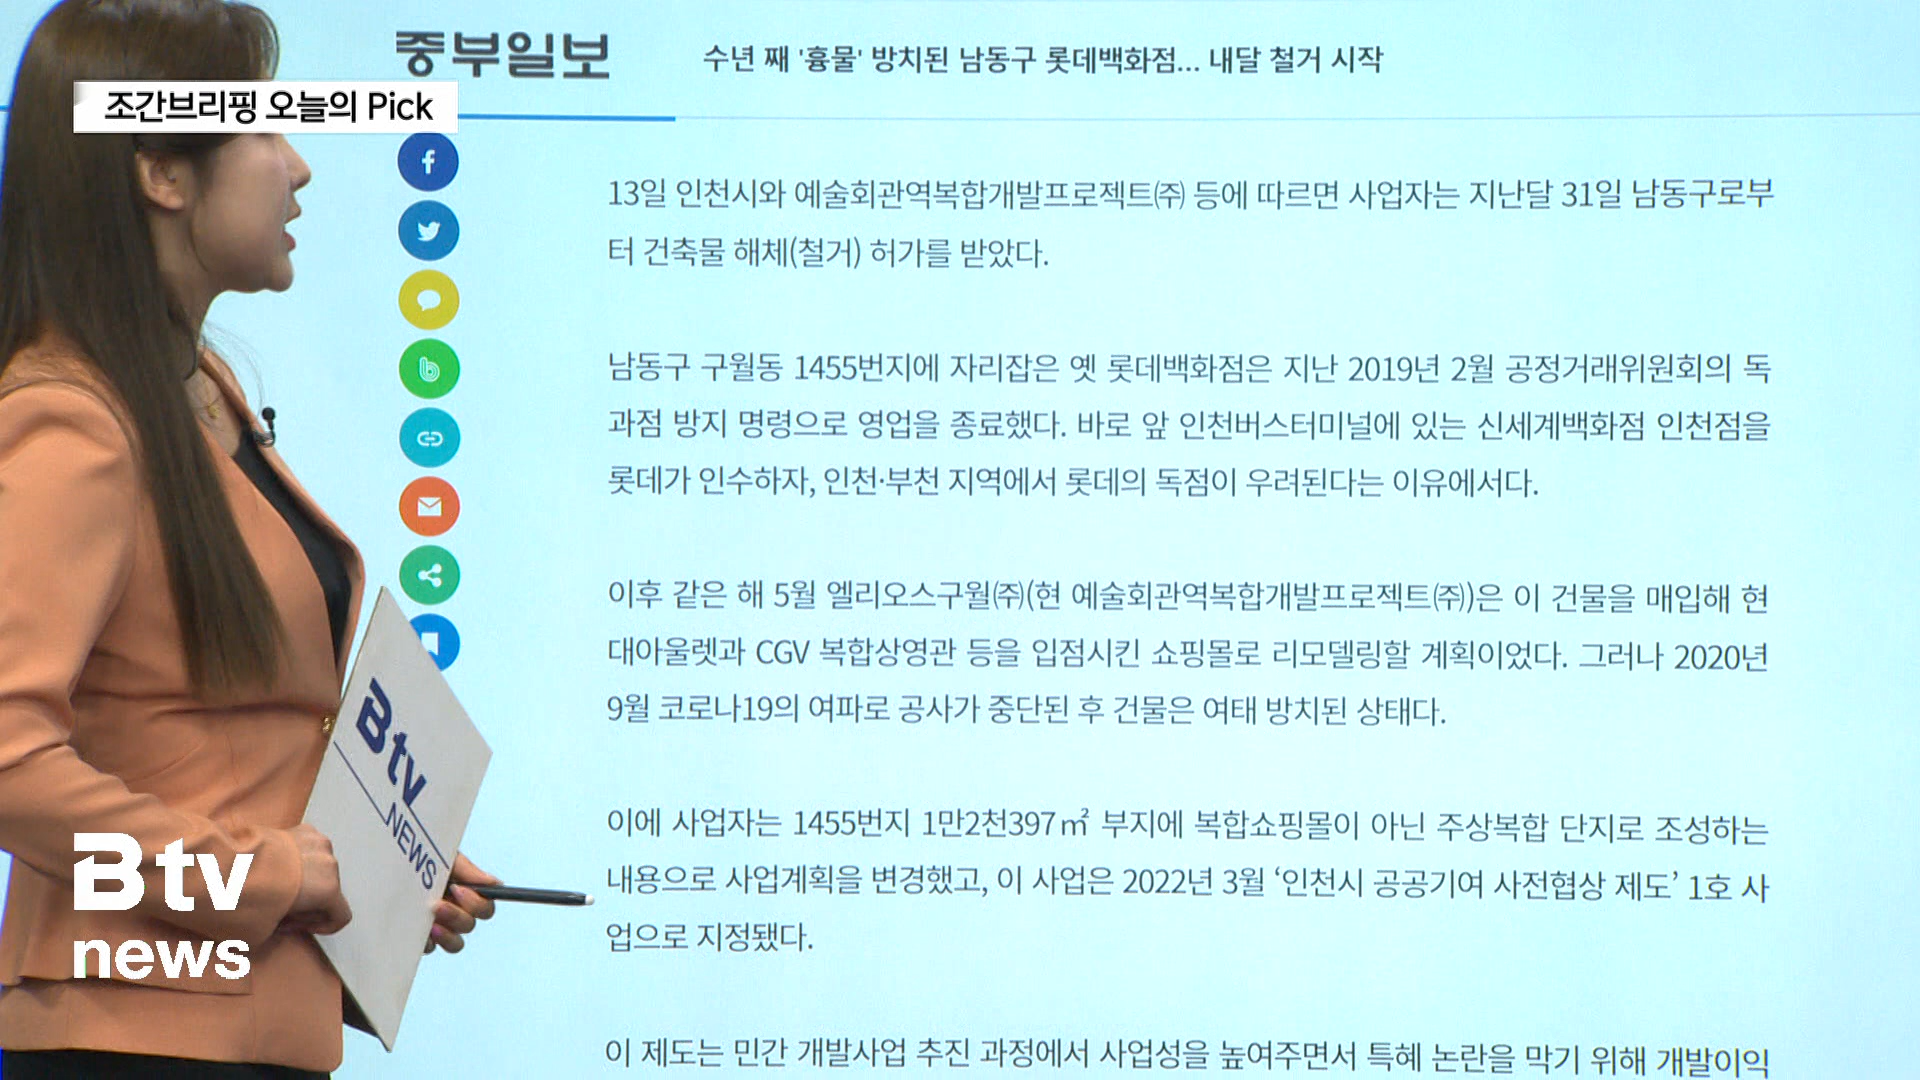 중부일보
수년 째 '흉물' 방치된 남동구 롯데백화점... 내달 철거 시작
조간브리핑 오늘의 Pick
13일 인천시와 예술회관역복합개발프로젝트㈜ 등에 따르면 사업자는 지난달 31일 남동구로부
터 건축물 해체(철거) 허가를 받았다.
남동구 구월동 1455번지에 자리잡은 옛 롯데백화점은 지난 2019년 2월 공정거래위원회의 독
과점 방지 명령으로 영업을 종료했다. 바로 앞 인천버스터미널에 있는 신세계백화점 인천점을
롯데가 인수하자, 인천·부천 지역에서 롯데의 독점이 우려된다는 이유에서다.
이후 같은 해 5월 엘리오스구월㈜(현 예술회관역복합개발프로젝트㈜)은 이 건물을 매입해 현
대아울렛과 CGV 복합상영관 등을 입점시킨 쇼핑몰로 리모델링할 계획이었다. 그러나 2020년
9월 코로나19의 여파로 공사가 중단된 후 건물은 여태 방치된 상태다.
이에 사업자는 1455번지 1만2천397㎡ 부지에 복합쇼핑몰이 아닌 주상복합 단지로 조성하는
내용으로 사업계획을 변경했고, 이 사업은 2022년 3월 ‘인천시 공공기여 사전협상 제도’ 1호 사
업으로 지정됐다.
이 제도는 민간 개발사업 추진 과정에서 사업성을 높여주면서 특혜 논란을 막기 위해 개발이익
B tv
NEWS
B tv
news